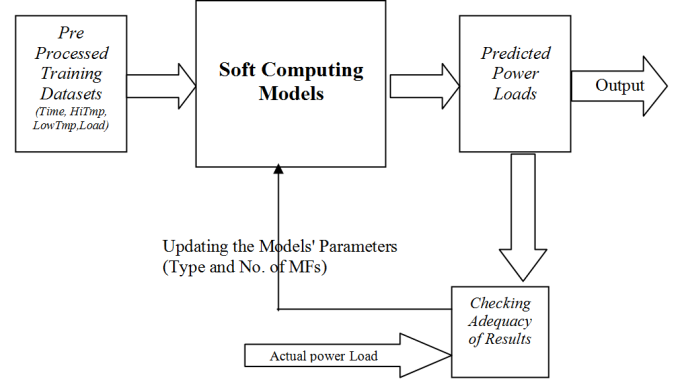 Pre
Processed
Training
Datasets
(Time, HiTmp,
LowTmp,Load)
Soft Computing
Models
Predicted
Power
Loads
Output
Updating the Models' Parameters
(Type and No. of MFs)
Checking
Adequacy
of Results
Actual power Load